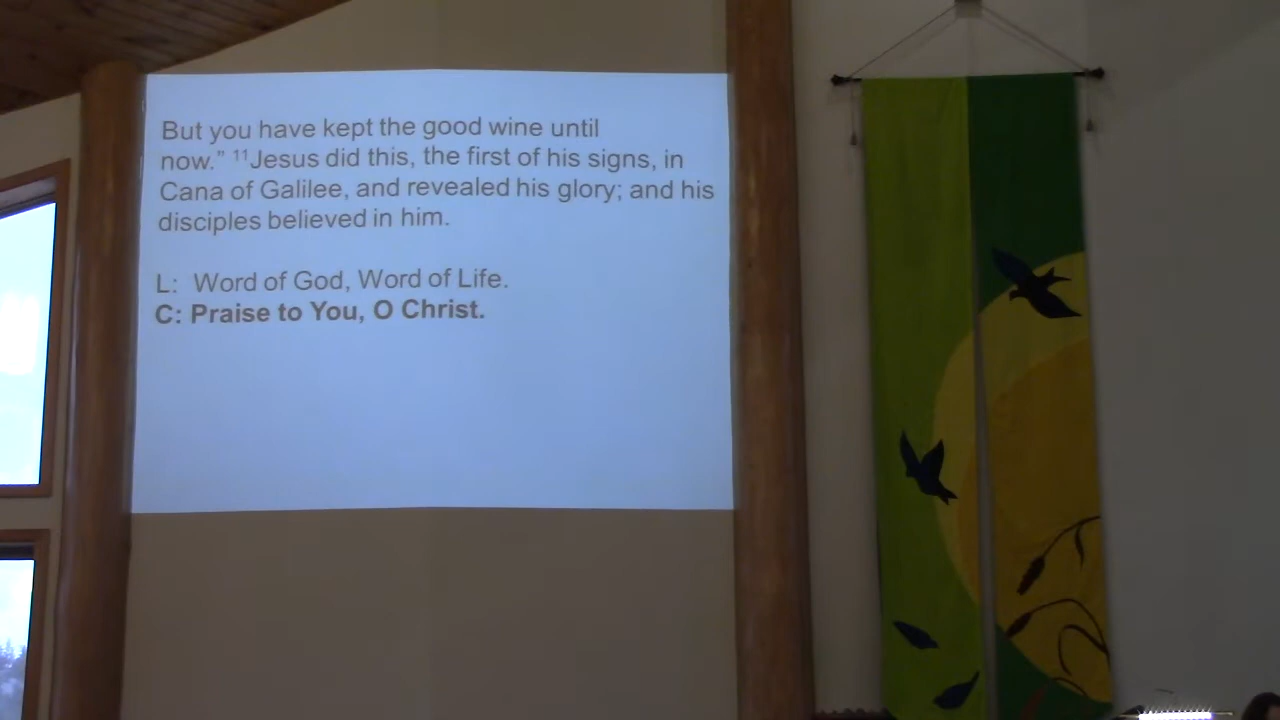 But you have kept the good wine until
now.” ¹¹Jesus did this, the first of his signs, in
Cana of Galilee, and revealed his glory; and his
disciples believed in him.
L: Word of God, Word of Life.
C: Praise to You, O Christ.